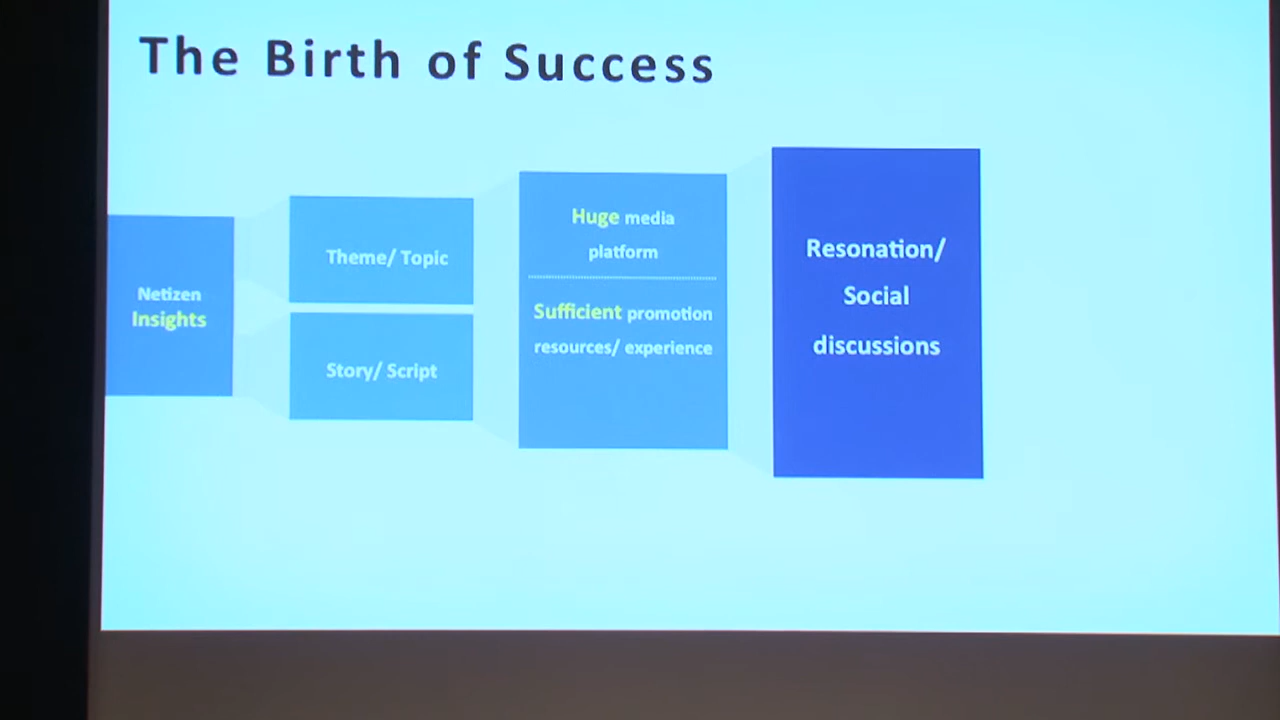 The Birth of Success
Netizen
Insights
Theme/ Topic
Story/ Script
Huge media
platform
Sufficient promotion
resources/ experience
Resonation/
Social
discussions